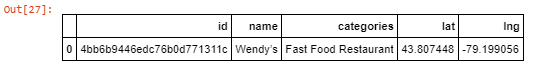 Out[27]:
id name categories lat lng
0 4bb6b9446edc76b0d771311c Wendy's Fast Food Restaurant 43.807448 -79.199056